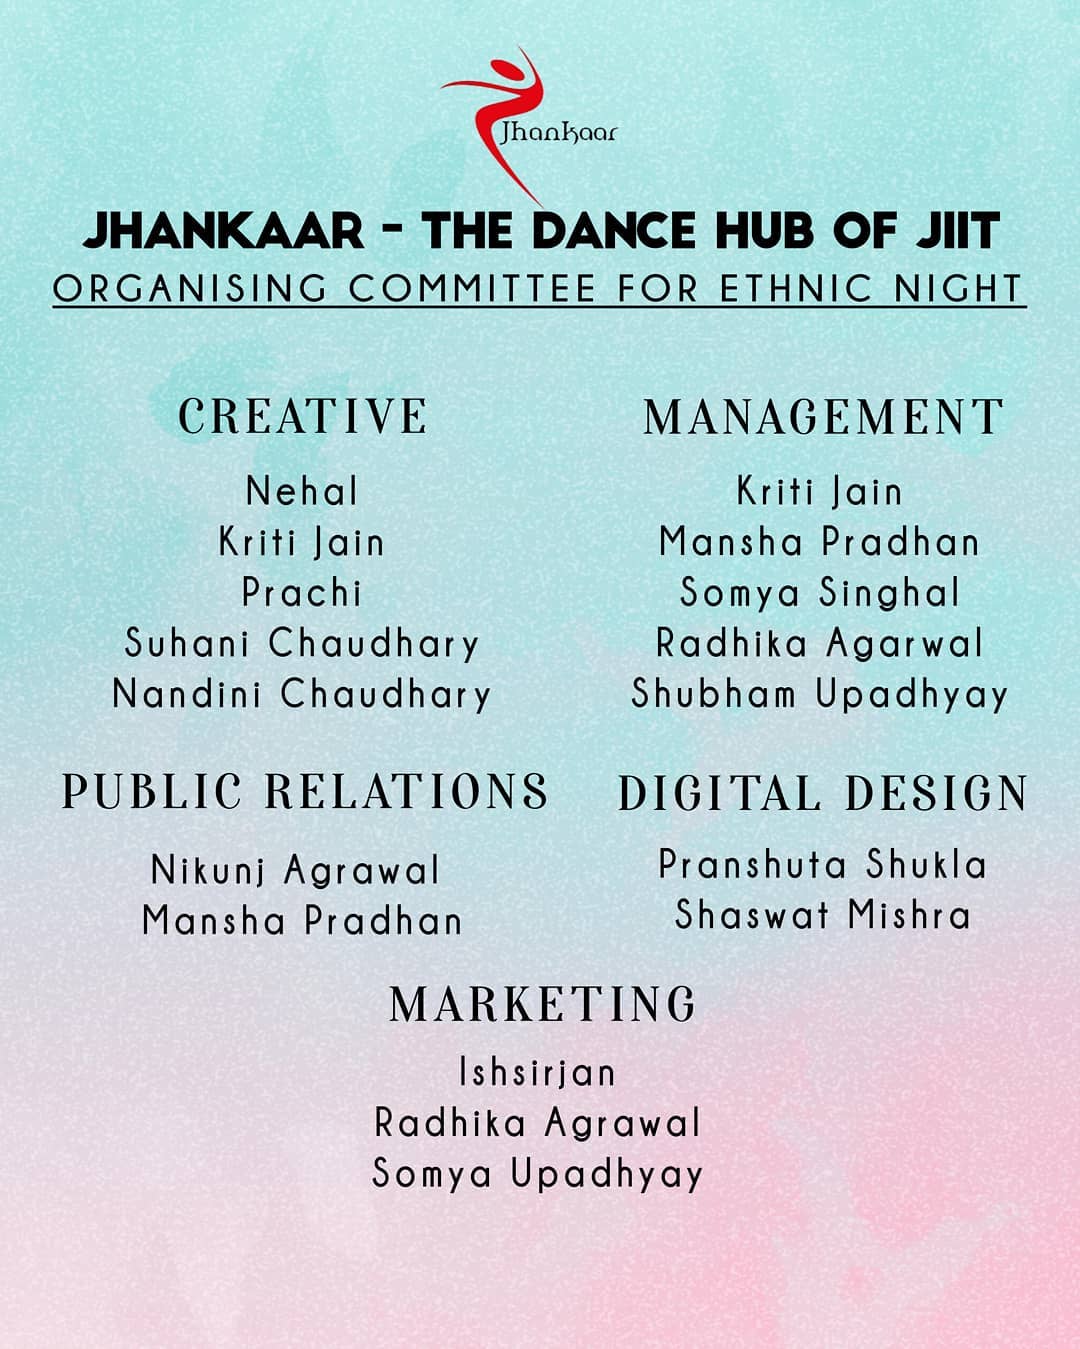 Jhankaar
JHANKAAR - THE DANCE HUB OF JIIT
ORGANISING COMMITTEE FOR ETHNIC NIGHT
CREATIVE
Nehal
Kriti Jain
Prachi
Suhani Chaudhary
Nandini Chaudhary
MANAGEMENT
Kriti Jain
Mansha Pradhan
Somya Singhal
Radhika Agarwal
Shubham Upadhyay
PUBLIC RELATIONS
Nikunj Agrawal
Mansha Pradhan
DIGITAL DESIGN
Pranshuta Shukla
Shaswat Mishra
MARKETING
Ishsirjan
Radhika Agrawal
Somya Upadhyay